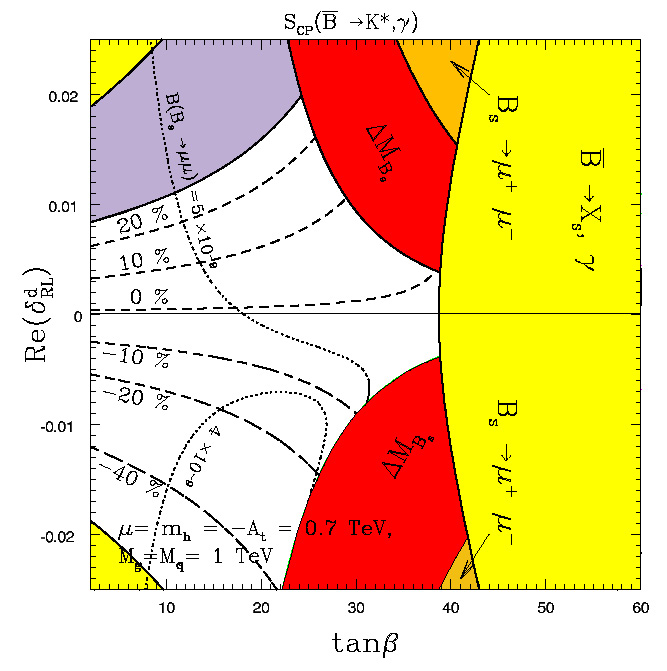 S_CP(B̅ →K*,γ)
0.02
0.01
0
-0.01
-0.02
Re(δ^d_RL)
10
20
30
40
50
60
tanβ
B(B_s →μμ) =5×10^-9
4×10^-9
20 %
10 %
0 %
−10 %
−20 %
−40 %
ΔM_B_s
ΔM_B_s
B_s → μ^+ μ^-
B_s → μ^+ μ^-
B̅ →X_s, γ
μ= m_h = −A_t = 0.7 TeV,
M_g=M_q= 1 TeV